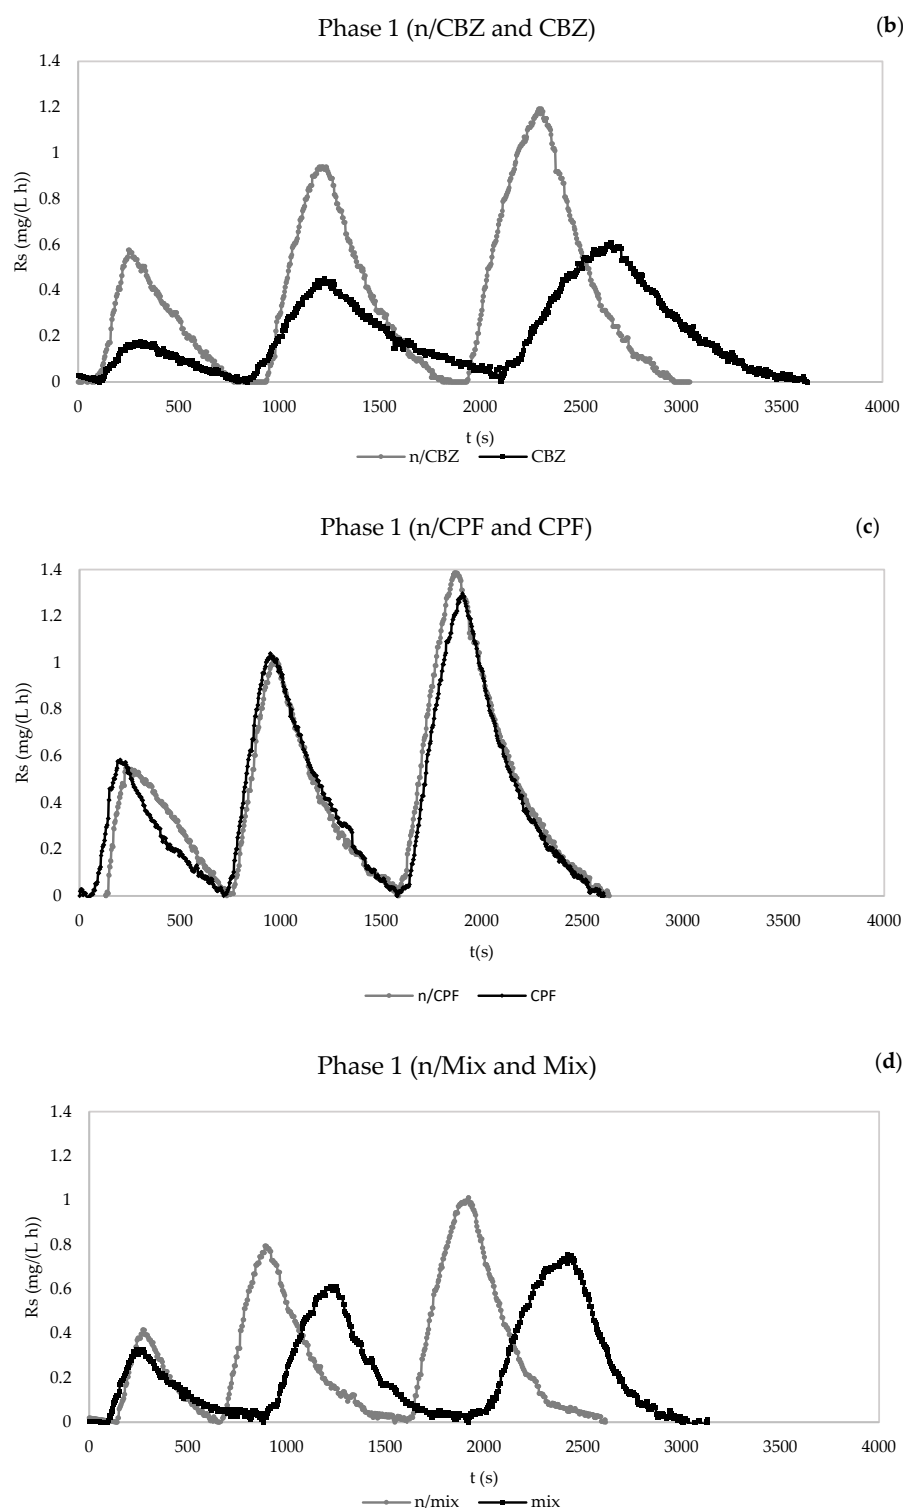 Phase 1 (n/CBZ and CBZ)
(b)
1.4
1.2
1
0.8
0.6
0.4
0.2
0
Rs (mg/(L h))
0 500 1000 1500 2000 2500 3000 3500 4000
t (s)
n/CBZ CBZ
Phase 1 (n/CPF and CPF)
(c)
1.4
1.2
1
0.8
0.6
0.4
0.2
0
Rs (mg/(L h))
0 500 1000 1500 2000 2500 3000 3500 4000
t(s)
n/CPF CPF
Phase 1 (n/Mix and Mix)
(d)
1.4
1.2
1
0.8
0.6
0.4
0.2
0
Rs (mg/(L h))
0 500 1000 1500 2000 2500 3000 3500 4000
t (s)
n/mix mix